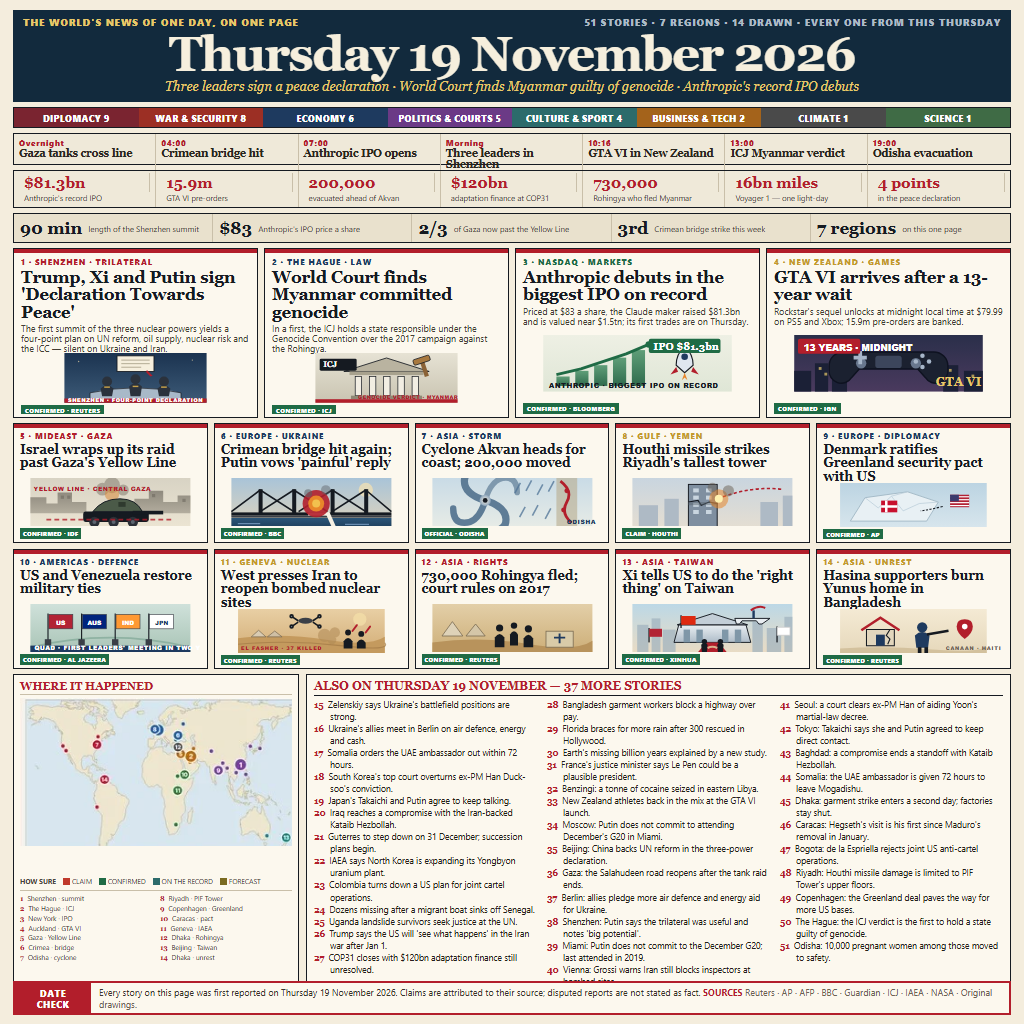 THE WORLD'S NEWS OF ONE DAY, ON ONE PAGE
51 STORIES · 7 REGIONS · 14 DRAWN · EVERY ONE FROM THIS THURSDAY
Thursday 19 November 2026
Three leaders sign a peace declaration · World Court finds Myanmar guilty of genocide · Anthropic's record IPO debuts
DIPLOMACY 9
WAR & SECURITY 8
ECONOMY 6
POLITICS & COURTS 5
CULTURE & SPORT 4
BUSINESS & TECH 2
CLIMATE 1
SCIENCE 1
Overnight
Gaza tanks cross line
04:00
Crimean bridge hit
07:00
Anthropic IPO opens
Morning
Three leaders in
Shenzhen
10:16
GTA VI in New Zealand
13:00
ICJ Myanmar verdict
19:00
Odisha evacuation
$81.3bn
Anthropic's record IPO
15.9m
GTA VI pre-orders
200,000
evacuated ahead of Akvan
$120bn
adaptation finance at COP31
730,000
Rohingya who fled Myanmar
16bn miles
Voyager 1 — one light-day
4 points
in the peace declaration
90 min length of the Shenzhen summit
$83 Anthropic's IPO price a share
2/3 of Gaza now past the Yellow Line
3rd Crimean bridge strike this week
7 regions on this one page
1 · SHENZHEN · TRILATERAL
Trump, Xi and Putin sign
'Declaration Towards
Peace'
The first summit of the three nuclear powers yields a
four-point plan on UN reform, oil supply, nuclear risk and
the ICC — silent on Ukraine and Iran.
SHENZHEN · FOUR-POINT DECLARATION
CONFIRMED · REUTERS
2 · THE HAGUE · LAW
World Court finds
Myanmar committed
genocide
In a first, the ICJ holds a state responsible under the
Genocide Convention over the 2017 campaign against
the Rohingya.
ICJ
GENOCIDE VERDICT · MYANMAR
CONFIRMED · ICJ
3 · NASDAQ · MARKETS
Anthropic debuts in the
biggest IPO on record
Priced at $83 a share, the Claude maker raised $81.3bn
and is valued near $1.5tn; its first trades are on Thursday.
IPO $81.3bn
ANTHROPIC · BIGGEST IPO ON RECORD
CONFIRMED · BLOOMBERG
4 · NEW ZEALAND · GAMES
GTA VI arrives after a 13-
year wait
Rockstar's sequel unlocks at midnight local time at $79.99
on PS5 and Xbox; 15.9m pre-orders are banked.
13 YEARS · MIDNIGHT
GTA VI
CONFIRMED · IGN
5 · MIDEAST · GAZA
Israel wraps up its raid
past Gaza's Yellow Line
YELLOW LINE · CENTRAL GAZA
CONFIRMED · IDF
6 · EUROPE · UKRAINE
Crimean bridge hit again;
Putin vows 'painful' reply
CONFIRMED · BBC
7 · ASIA · STORM
Cyclone Akvan heads for
coast; 200,000 moved
ODISHA
OFFICIAL · ODISHA
8 · GULF · YEMEN
Houthi missile strikes
Riyadh's tallest tower
CLAIM · HOUTHI
9 · EUROPE · DIPLOMACY
Denmark ratifies
Greenland security pact
with US
CONFIRMED · AP
10 · AMERICAS · DEFENCE
US and Venezuela restore
military ties
US
AUS
IND
JPN
QUAD · FIRST LEADERS' MEETING IN TWO
CONFIRMED · AL JAZEERA
11 · GENEVA · NUCLEAR
West presses Iran to
reopen bombed nuclear
sites
EL FASHER · 37 KILLED
CONFIRMED · REUTERS
12 · ASIA · RIGHTS
730,000 Rohingya fled;
court rules on 2017
CONFIRMED · REUTERS
13 · ASIA · TAIWAN
Xi tells US to do the 'right
thing' on Taiwan
CONFIRMED · XINHUA
14 · ASIA · UNREST
Hasina supporters burn
Yunus home in
Bangladesh
CANAAN · HAITI
CONFIRMED · REUTERS
WHERE IT HAPPENED
HOW SURE CLAIM CONFIRMED ON THE RECORD FORECAST
1 Shenzhen · summit
2 The Hague · ICJ
3 New York · IPO
4 Auckland · GTA VI
5 Gaza · Yellow Line
6 Crimea · bridge
7 Odisha · cyclone
8 Riyadh · PIF Tower
9 Copenhagen · Greenland
10 Caracas · pact
11 Geneva · IAEA
12 Dhaka · Rohingya
13 Beijing · Taiwan
14 Dhaka · unrest
ALSO ON THURSDAY 19 NOVEMBER — 37 MORE STORIES
15 Zelenskiy says Ukraine's battlefield positions are
strong.
16 Ukraine's allies meet in Berlin on air defence, energy
and cash.
17 Somalia orders the UAE ambassador out within 72
hours.
18 South Korea's top court overturns ex-PM Han Duck-
soo's conviction.
19 Japan's Takaichi and Putin agree to keep talking.
20 Iraq reaches a compromise with the Iran-backed
Kataib Hezbollah.
21 Guterres to step down on 31 December; succession
plans begin.
22 IAEA says North Korea is expanding its Yongbyon
uranium plant.
23 Colombia turns down a US plan for joint cartel
operations.
24 Dozens missing after a migrant boat sinks off Senegal.
25 Uganda landslide survivors seek justice at the UN.
26 Trump says the US will 'see what happens' in the Iran
war after Jan 1.
27 COP31 closes with $120bn adaptation finance still
unresolved.
28 Bangladesh garment workers block a highway over
pay.
29 Florida braces for more rain after 300 rescued in
Hollywood.
30 Earth's missing billion years explained by a new study.
31 France's justice minister says Le Pen could be a
plausible president.
32 Benzingi: a tonne of cocaine seized in eastern Libya.
33 New Zealand athletes back in the mix at the GTA VI
launch.
34 Moscow: Putin does not commit to attending
December's G20 in Miami.
35 Beijing: China backs UN reform in the three-power
declaration.
36 Gaza: the Salahudeen road reopens after the tank raid
ends.
37 Berlin: allies pledge more air defence and energy aid
for Ukraine.
38 Shenzhen: Putin says the trilateral was useful and
notes 'big potential'.
39 Miami: Putin does not commit to the December G20;
last attended in 2019.
40 Vienna: Grossi warns Iran still blocks inspectors at
41 Seoul: a court clears ex-PM Han of aiding Yoon's
martial-law decree.
42 Tokyo: Takaichi says she and Putin agreed to keep
direct contact.
43 Baghdad: a compromise ends a standoff with Kataib
Hezbollah.
44 Somalia: the UAE ambassador is given 72 hours to
leave Mogadishu.
45 Dhaka: garment strike enters a second day; factories
stay shut.
46 Caracas: Hegseth's visit is his first since Maduro's
removal in January.
47 Bogota: de la Espriella rejects joint US anti-cartel
operations.
48 Riyadh: Houthi missile damage is limited to PIF
Tower's upper floors.
49 Copenhagen: the Greenland deal paves the way for
more US bases.
50 The Hague: the ICJ verdict is the first to hold a state
guilty of genocide.
51 Odisha: 10,000 pregnant women among those moved
to safety.
DATE
CHECK
Every story on this page was first reported on Thursday 19 November 2026. Claims are attributed to their source; disputed reports are not stated as fact. SOURCES Reuters · AP · AFP · BBC · Guardian · ICJ · IAEA · NASA · Original
drawings.